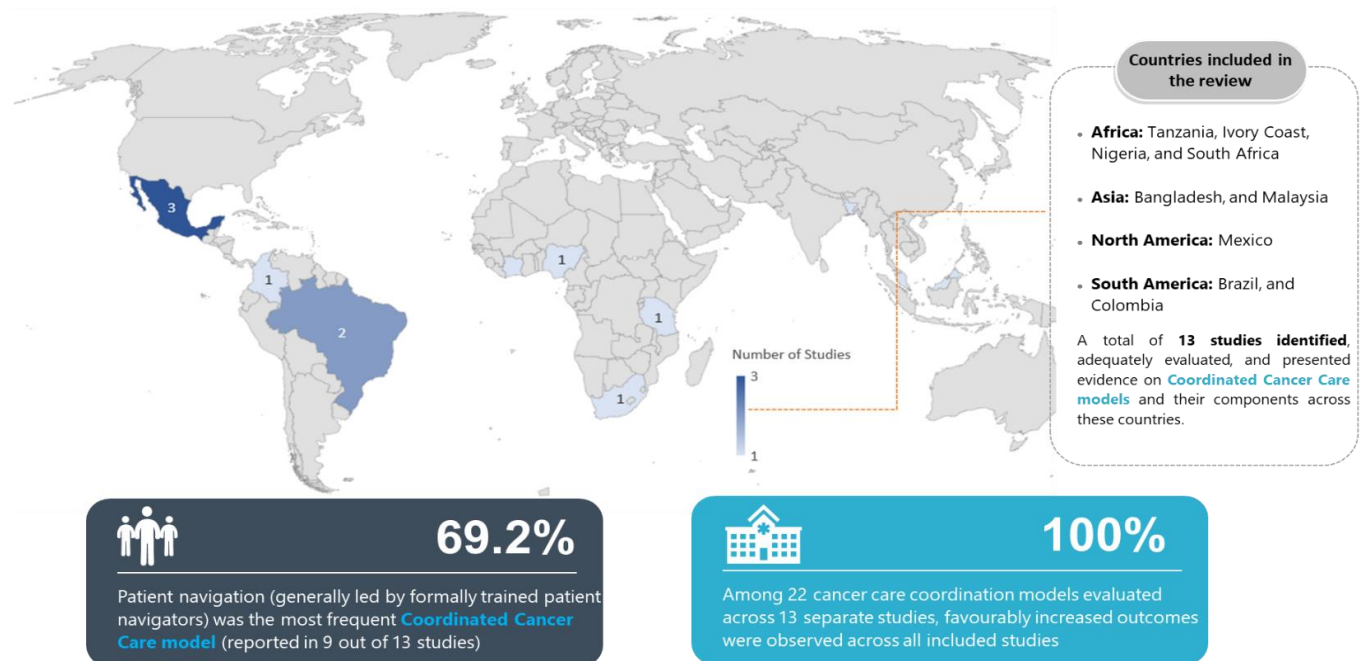 3
1
2
1
1
1
Number of Studies
3
1
Countries included in
the review
• Africa: Tanzania, Ivory Coast,
Nigeria, and South Africa
• Asia: Bangladesh, and Malaysia
• North America: Mexico
• South America: Brazil, and
Colombia
A total of 13 studies identified,
adequately evaluated, and presented
evidence on Coordinated Cancer Care
models and their components across
these countries.
69.2%
Patient navigation (generally led by formally trained patient
navigators) was the most frequent Coordinated Cancer
Care model (reported in 9 out of 13 studies)
100%
Among 22 cancer care coordination models evaluated
across 13 separate studies, favourably increased outcomes
were observed across all included studies